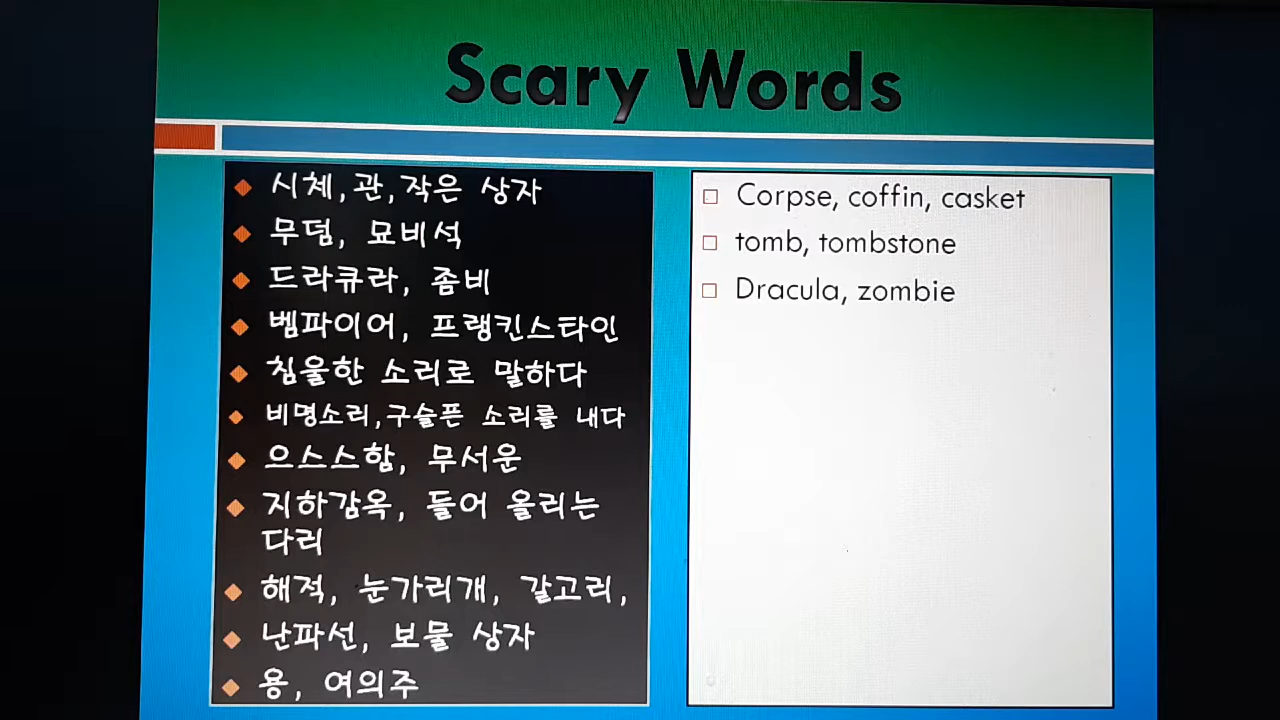 Scary Words
시체,관,작은 상자
무덤, 묘비석
드라큐라, 좀비
벰파이어, 프랭킨스타인
침울한 소리로 말하다
비명소리,구슬픈 소리를 내다
으스스함, 무서운
지하감옥, 들어 올리는
다리
해적, 눈가리개, 갈고리,
난파선, 보물 상자
용, 여의주
Corpse, coffin, casket
tomb, tombstone
Dracula, zombie